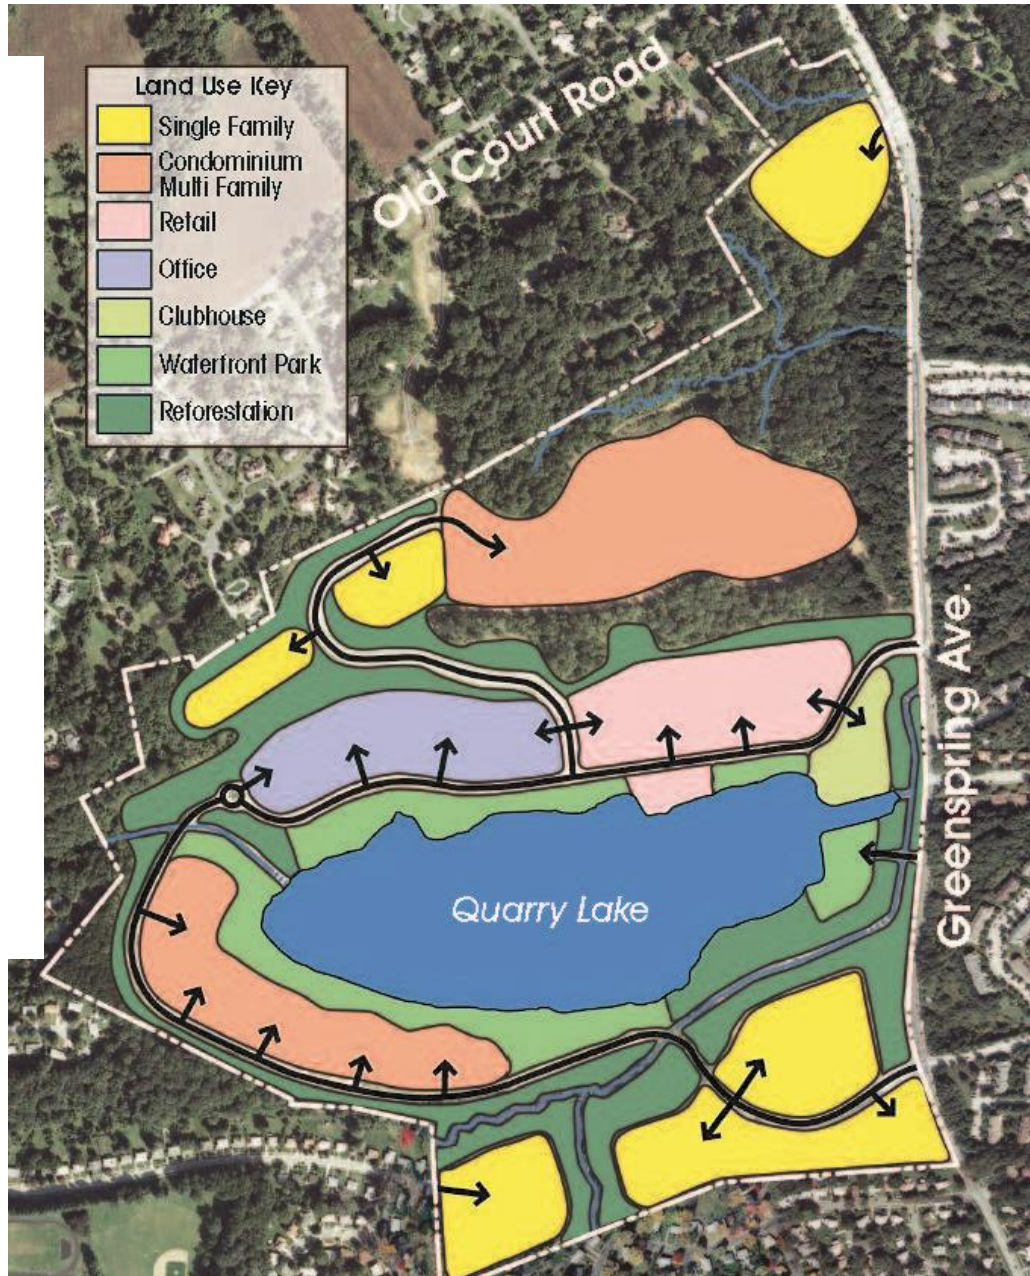 Land Use Key
Single Family
Condominium
Multi Family
Retail
Office
Clubhouse
Waterfront Park
Reforestation
Old Court Road
Greenspring Ave.
Quarry Lake